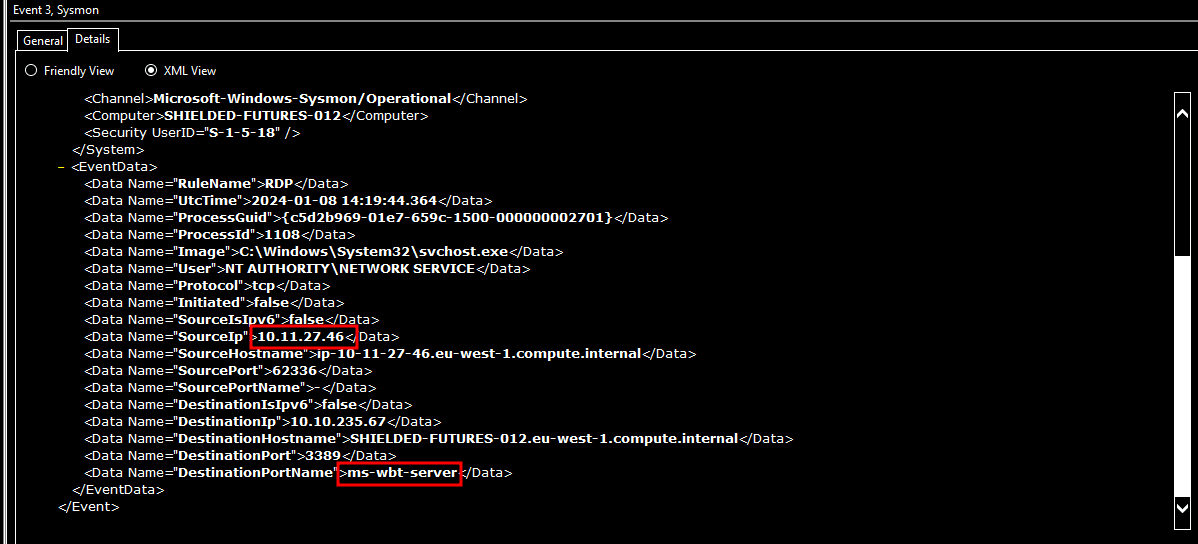 Event 3, Sysmon
General Details
Friendly View XML View
<Channel>Microsoft-Windows-Sysmon/Operational</Channel>
<Computer>SHIELDED-FUTURES-012</Computer>
<Security UserID="S-1-5-18" />
</System>
– <EventData>
<Data Name="RuleName">RDP</Data>
<Data Name="UtcTime">2024-01-08 14:19:44.364</Data>
<Data Name="ProcessGuid">{c5d2b969-01e7-659c-1500-000000002701}</Data>
<Data Name="ProcessId">1108</Data>
<Data Name="Image">C:\Windows\System32\svchost.exe</Data>
<Data Name="User">NT AUTHORITY\NETWORK SERVICE</Data>
<Data Name="Protocol">tcp</Data>
<Data Name="Initiated">false</Data>
<Data Name="SourceIsIpv6">false</Data>
<Data Name="SourceIp">10.11.27.46</Data>
<Data Name="SourceHostname">ip-10-11-27-46.eu-west-1.compute.internal</Data>
<Data Name="SourcePort">62336</Data>
<Data Name="SourcePortName">-</Data>
<Data Name="DestinationIsIpv6">false</Data>
<Data Name="DestinationIp">10.10.235.67</Data>
<Data Name="DestinationHostname">SHIELDED-FUTURES-012.eu-west-1.compute.internal</Data>
<Data Name="DestinationPort">3389</Data>
<Data Name="DestinationPortName">ms-wbt-server</Data>
</EventData>
</Event>